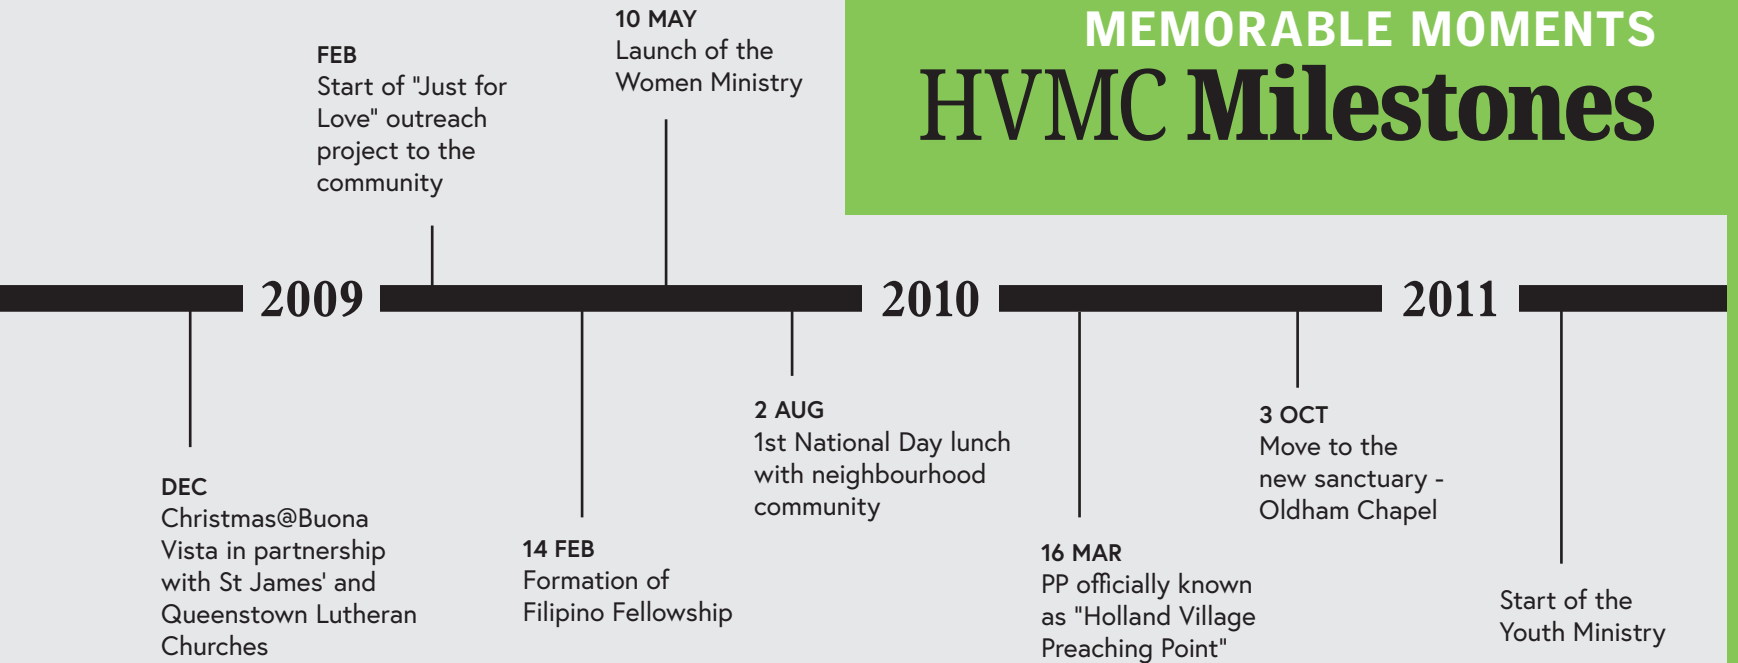 MEMORABLE MOMENTS
HVMC Milestones
10 MAY
Launch of the
Women Ministry
FEB
Start of "Just for
Love" outreach
project to the
community
2009
2010
2011
DEC
Christmas@Buona
Vista in partnership
with St James' and
Queenstown Lutheran
Churches
14 FEB
Formation of
Filipino Fellowship
2 AUG
1st National Day lunch
with neighbourhood
community
16 MAR
PP officially known
as "Holland Village
Preaching Point"
3 OCT
Move to the
new sanctuary -
Oldham Chapel
Start of the
Youth Ministry